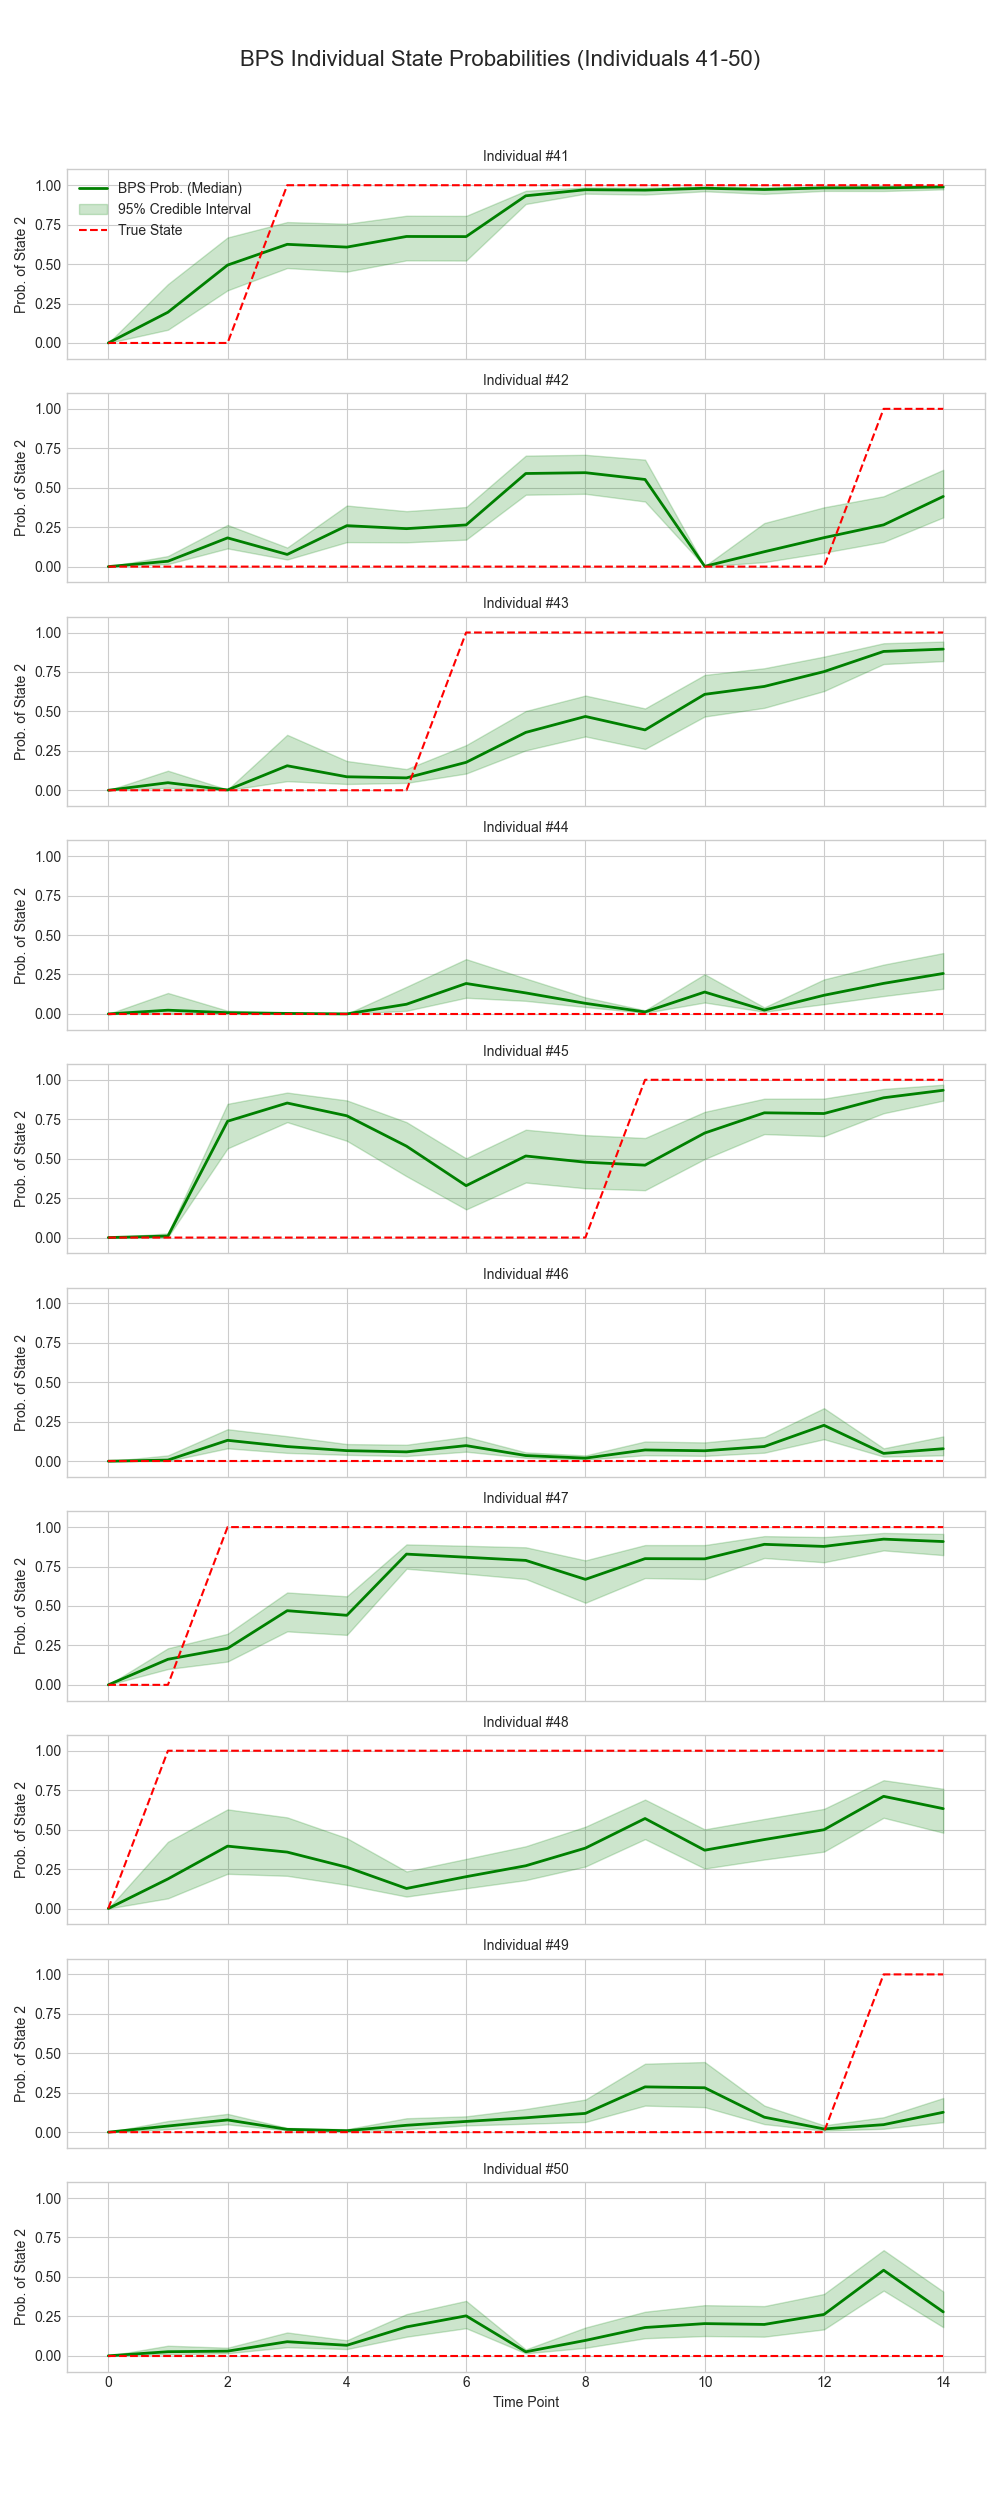 BPS Individual State Probabilities (Individuals 41-50)
Individual #41
Prob. of State 2
1.00
0.75
0.50
0.25
0.00
BPS Prob. (Median)
95% Credible Interval
True State
Individual #42
Prob. of State 2
1.00
0.75
0.50
0.25
0.00
Individual #43
Prob. of State 2
1.00
0.75
0.50
0.25
0.00
Individual #44
Prob. of State 2
1.00
0.75
0.50
0.25
0.00
Individual #45
Prob. of State 2
1.00
0.75
0.50
0.25
0.00
Individual #46
Prob. of State 2
1.00
0.75
0.50
0.25
0.00
Individual #47
Prob. of State 2
1.00
0.75
0.50
0.25
0.00
Individual #48
Prob. of State 2
1.00
0.75
0.50
0.25
0.00
Individual #49
Prob. of State 2
1.00
0.75
0.50
0.25
0.00
Individual #50
Prob. of State 2
1.00
0.75
0.50
0.25
0.00
0 2 4 6 8 10 12 14
Time Point